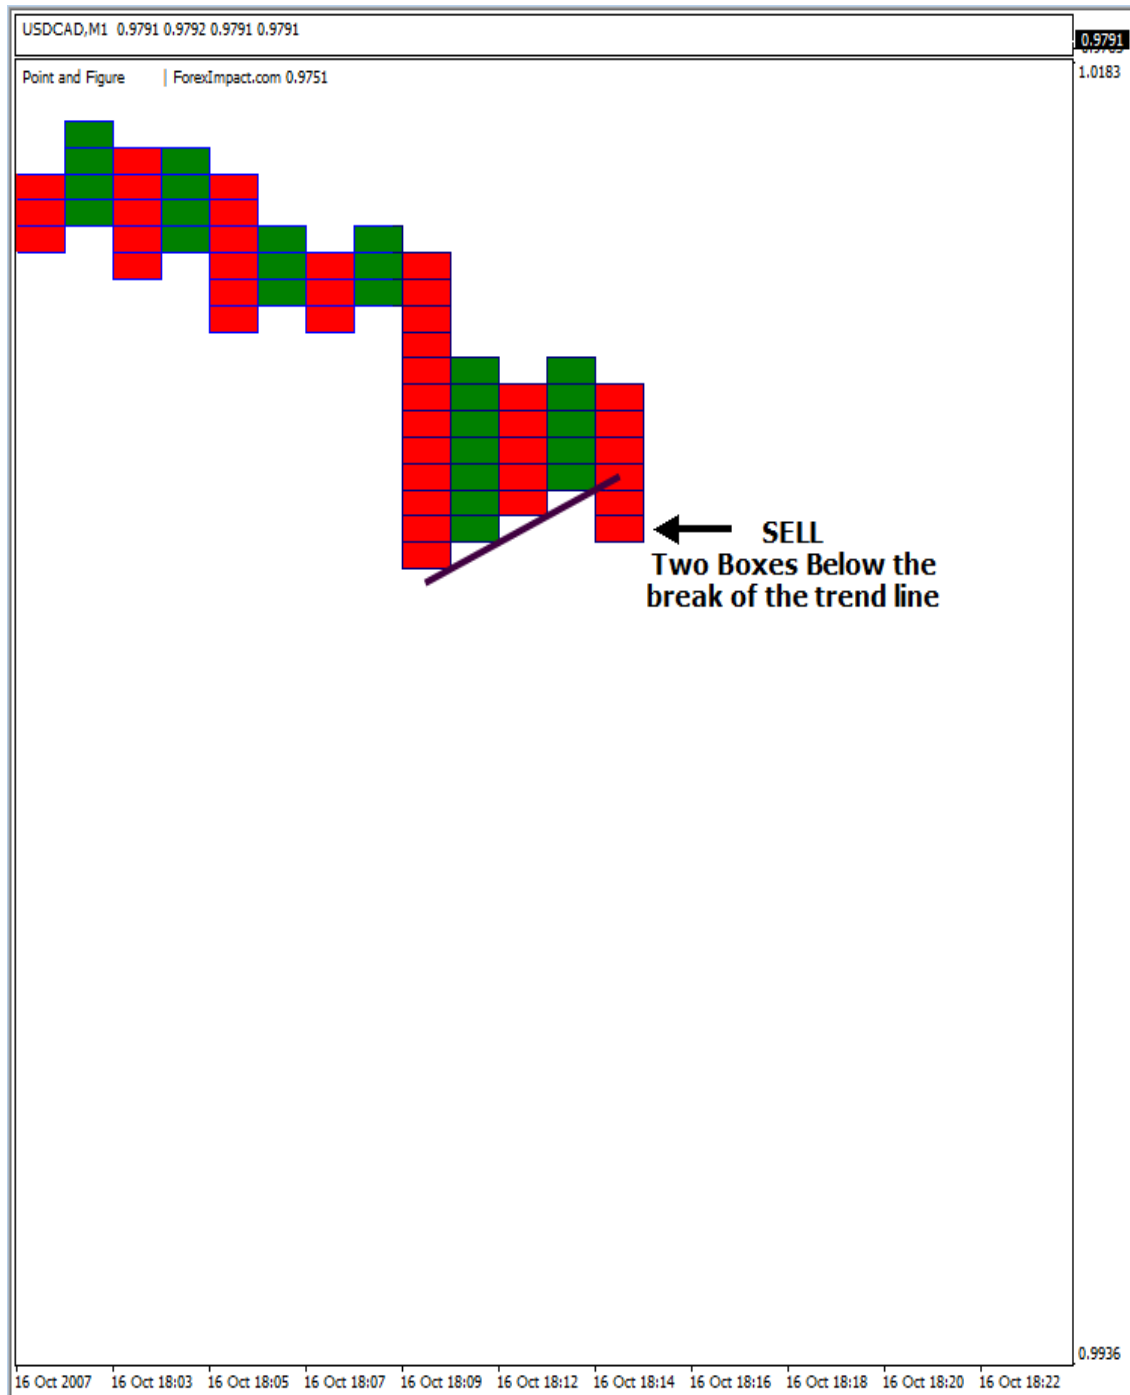 USDCAD,M1 0.9791 0.9792 0.9791 0.9791
0.9791
Point and Figure | ForexImpact.com 0.9751
1.0183
SELL
Two Boxes Below the
break of the trend line
0.9936
16 Oct 2007 16 Oct 18:03 16 Oct 18:05 16 Oct 18:07 16 Oct 18:09 16 Oct 18:12 16 Oct 18:14 16 Oct 18:16 16 Oct 18:18 16 Oct 18:20 16 Oct 18:22